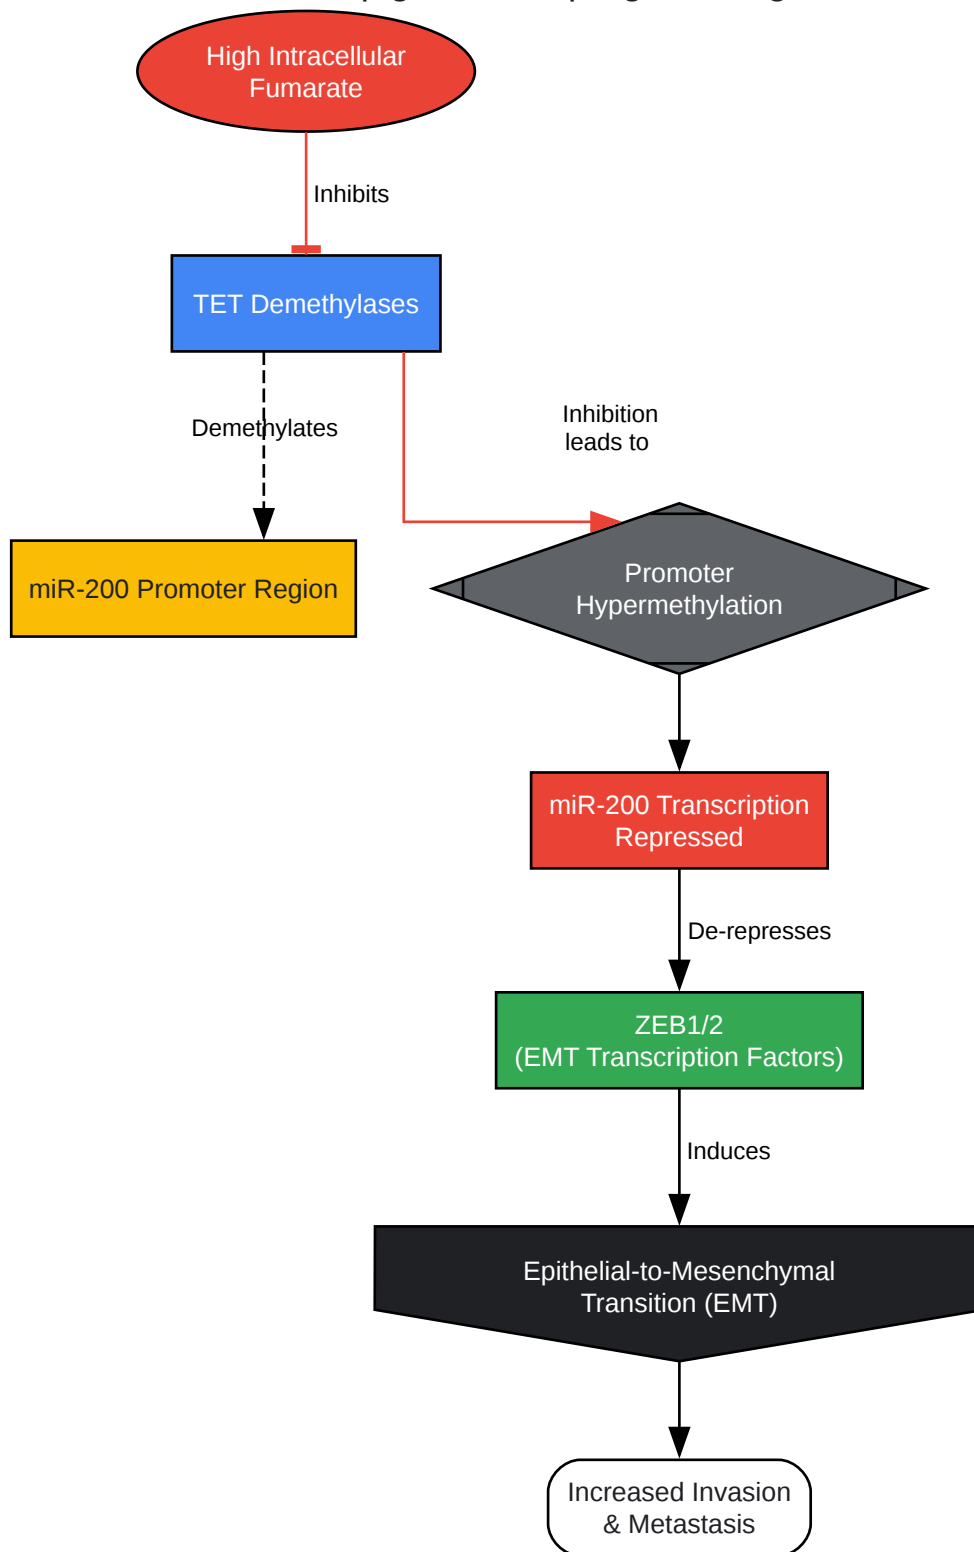 High Intracellular
Fumarate
Inhibits
TET Demethylases
Demethylates
Inhibition
leads to
miR-200 Promoter Region
Promoter
Hypermethylation
miR-200 Transcription
Repressed
De-represses
ZEB1/2
(EMT Transcription Factors)
Induces
Epithelial-to-Mesenchymal
Transition (EMT)
Increased Invasion
& Metastasis